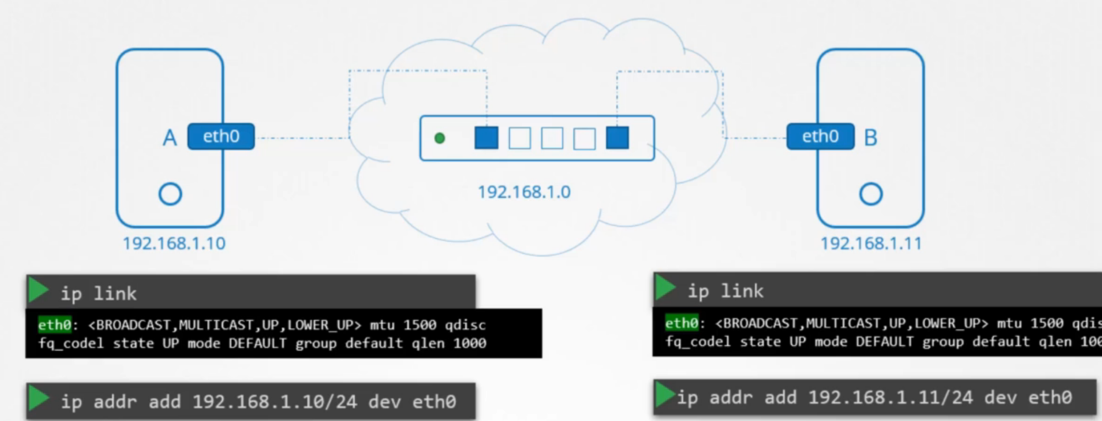 A eth0
eth0 B
192.168.1.0
192.168.1.10
192.168.1.11
ip link
eth0: <BROADCAST,MULTICAST,UP,LOWER_UP> mtu 1500 qdisc
fq_codel state UP mode DEFAULT group default qlen 1000
ip addr add 192.168.1.10/24 dev eth0
ip link
eth0: <BROADCAST,MULTICAST,UP,LOWER_UP> mtu 1500 qdis
fq_codel state UP mode DEFAULT group default qlen 100
ip addr add 192.168.1.11/24 dev eth0